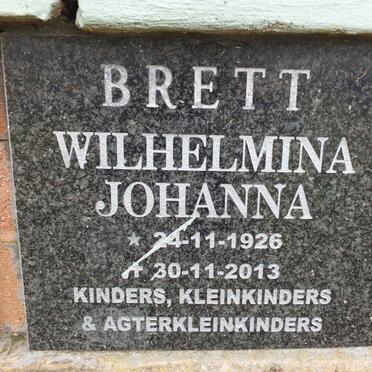 BRETT
WILHELMINA
JOHANNA
★ 24-11-1926
✝ 30-11-2013
KINDERS, KLEINKINDERS
& AGTERKLEINKINDERS